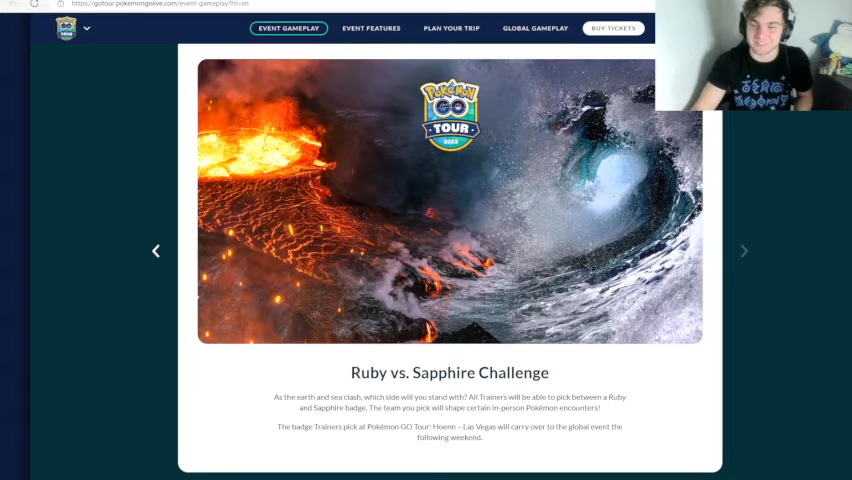 https://gotour.pokemongolive.com/event-gameplay?hl=en
EVENT GAMEPLAY EVENT FEATURES PLAN YOUR TRIP GLOBAL GAMEPLAY BUY TICKETS
Pokémon
GO
TOUR
2023
Ruby vs. Sapphire Challenge
As the earth and sea clash, which side will you stand with? All Trainers will be able to pick between a Ruby
and Sapphire badge. The team you pick will shape certain in-person Pokémon encounters!
The badge Trainers pick at Pokémon GO Tour: Hoenn – Las Vegas will carry over to the global event the
following weekend.